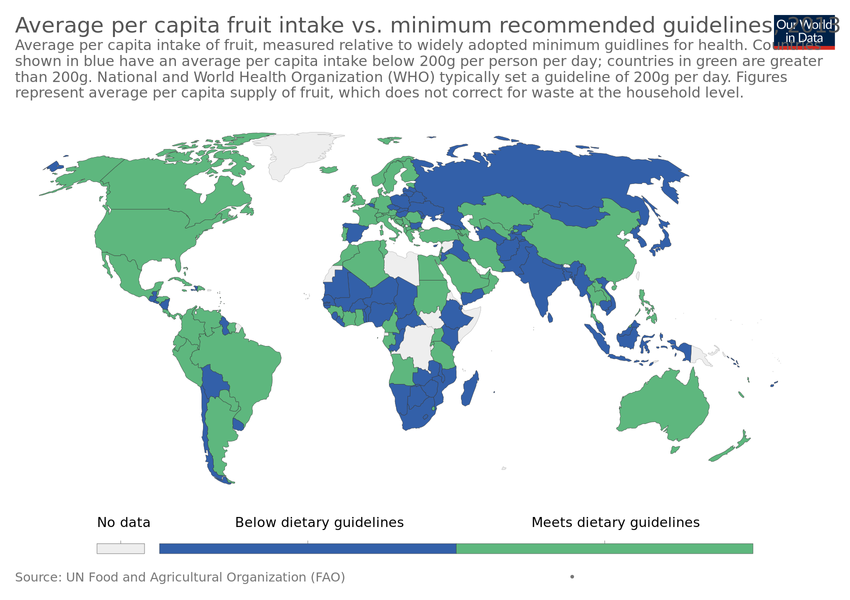 Average per capita fruit intake vs. minimum recommended guidelines, 2013
Our World
in Data
Average per capita intake of fruit, measured relative to widely adopted minimum guidlines for health. Countries
shown in blue have an average per capita intake below 200g per person per day; countries in green are greater
than 200g. National and World Health Organization (WHO) typically set a guideline of 200g per day. Figures
represent average per capita supply of fruit, which does not correct for waste at the household level.
No data
Below dietary guidelines
Meets dietary guidelines
Source: UN Food and Agricultural Organization (FAO)